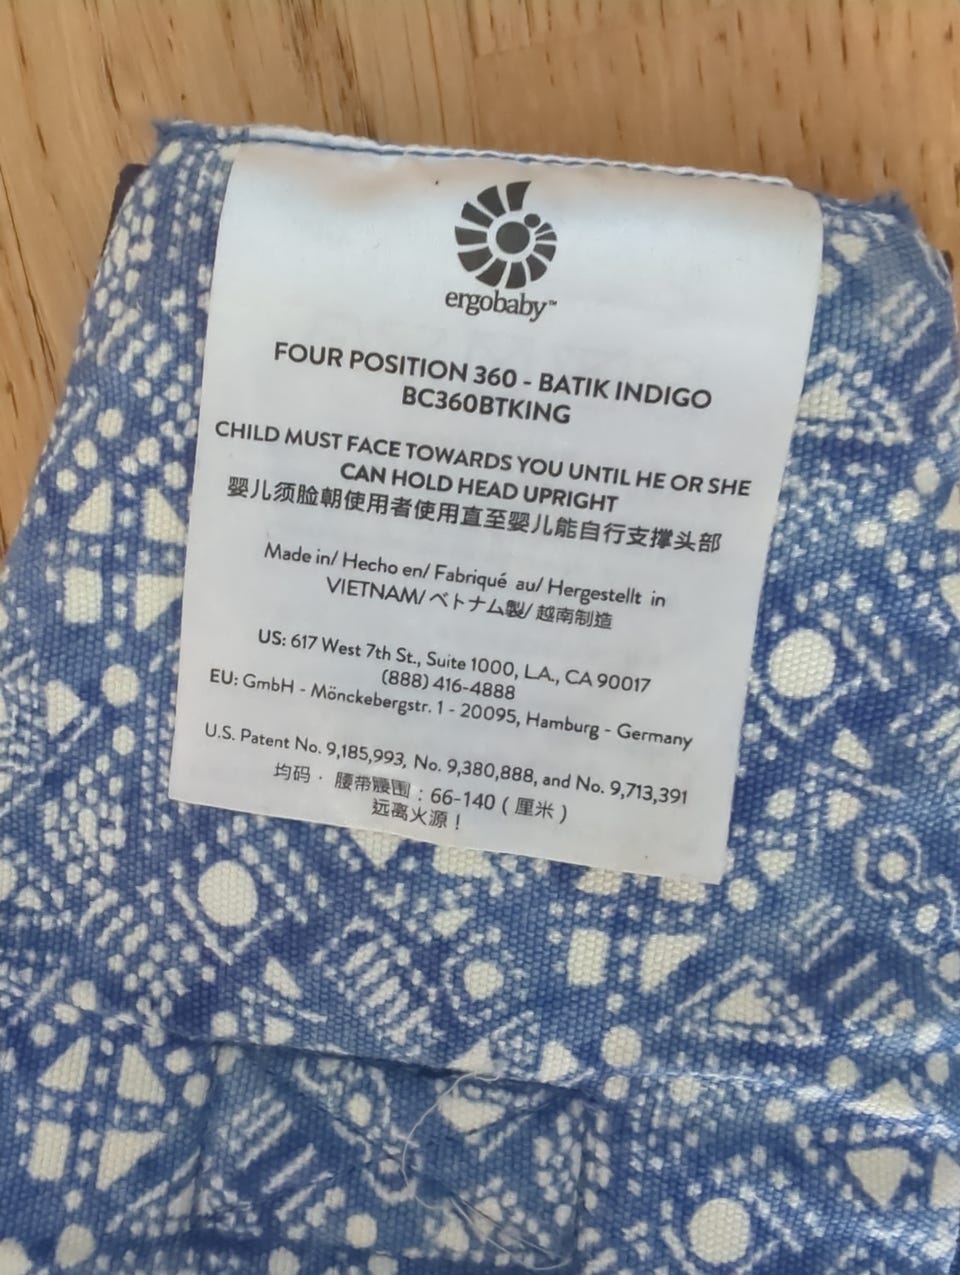 ergobaby™
FOUR POSITION 360 - BATIK INDIGO
BC360BTKING
CHILD MUST FACE TOWARDS YOU UNTIL HE OR SHE
CAN HOLD HEAD UPRIGHT
婴儿须脸朝使用者使用直至婴儿能自行支撑头部
Made in/ Hecho en/ Fabriqué au/ Hergestellt in
VIETNAM/ ベトナム製/ 越南制造
US: 617 West 7th St., Suite 1000, L.A., CA 90017
(888) 416-4888
EU: GmbH - Mönckebergstr. 1 - 20095, Hamburg - Germany
U.S. Patent No. 9,185,993, No. 9,380,888, and No. 9,713,391
均码 · 腰带腰围 : 66-140 ( 厘米 )
远离火源 !